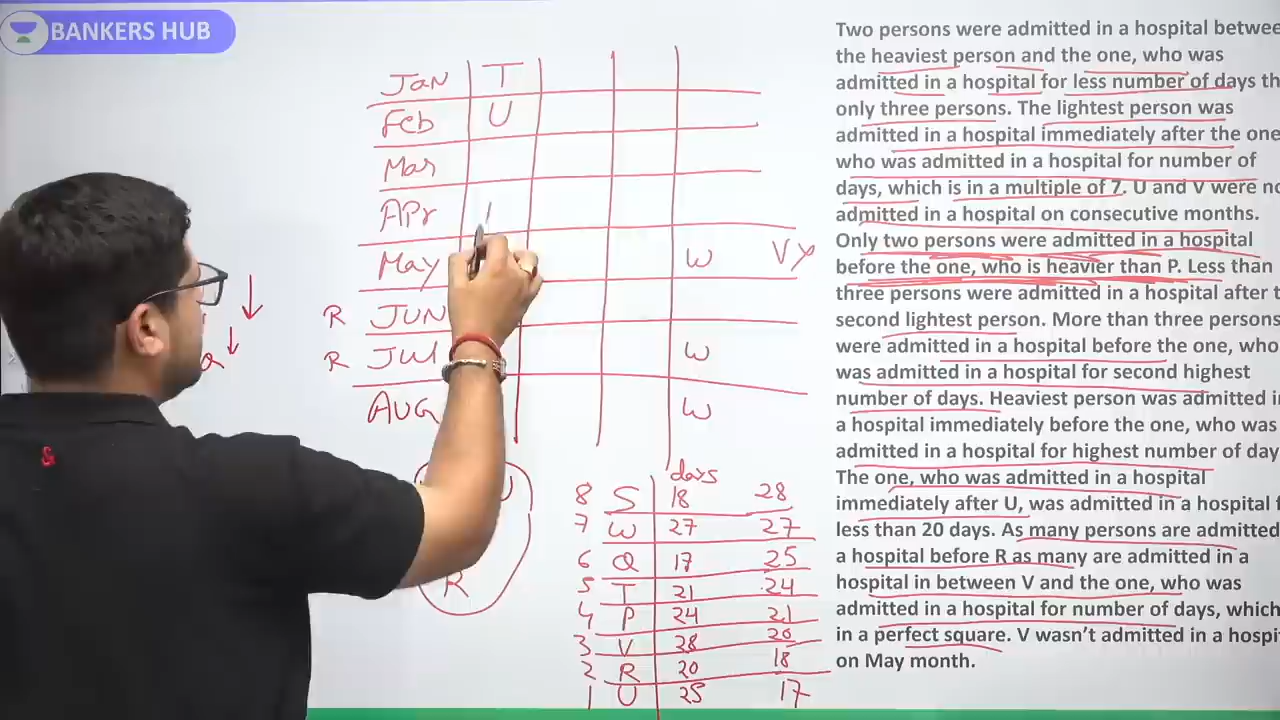 BANKERS HUB
Jan T
Feb U
Mar
APr
May W V
R JUN
R Jul W
AUG W
Q
R
days
8 S 18 28
7 W 27 27
6 Q 17 25
5 T 21 24
4 P 24 21
3 V 28 20
2 R 20 18
1 U 25 17
Two persons were admitted in a hospital betwee
the heaviest person and the one, who was
admitted in a hospital for less number of days th
only three persons. The lightest person was
admitted in a hospital immediately after the one
who was admitted in a hospital for number of
days, which is in a multiple of 7. U and V were no
admitted in a hospital on consecutive months.
Only two persons were admitted in a hospital
before the one, who is heavier than P. Less than
three persons were admitted in a hospital after t
second lightest person. More than three persons
were admitted in a hospital before the one, who
was admitted in a hospital for second highest
number of days. Heaviest person was admitted i
a hospital immediately before the one, who was
admitted in a hospital for highest number of day
The one, who was admitted in a hospital
immediately after U, was admitted in a hospital
less than 20 days. As many persons are admitted
a hospital before R as many are admitted in a
hospital in between V and the one, who was
admitted in a hospital for number of days, which
in a perfect square. V wasn't admitted in a hospi
on May month.